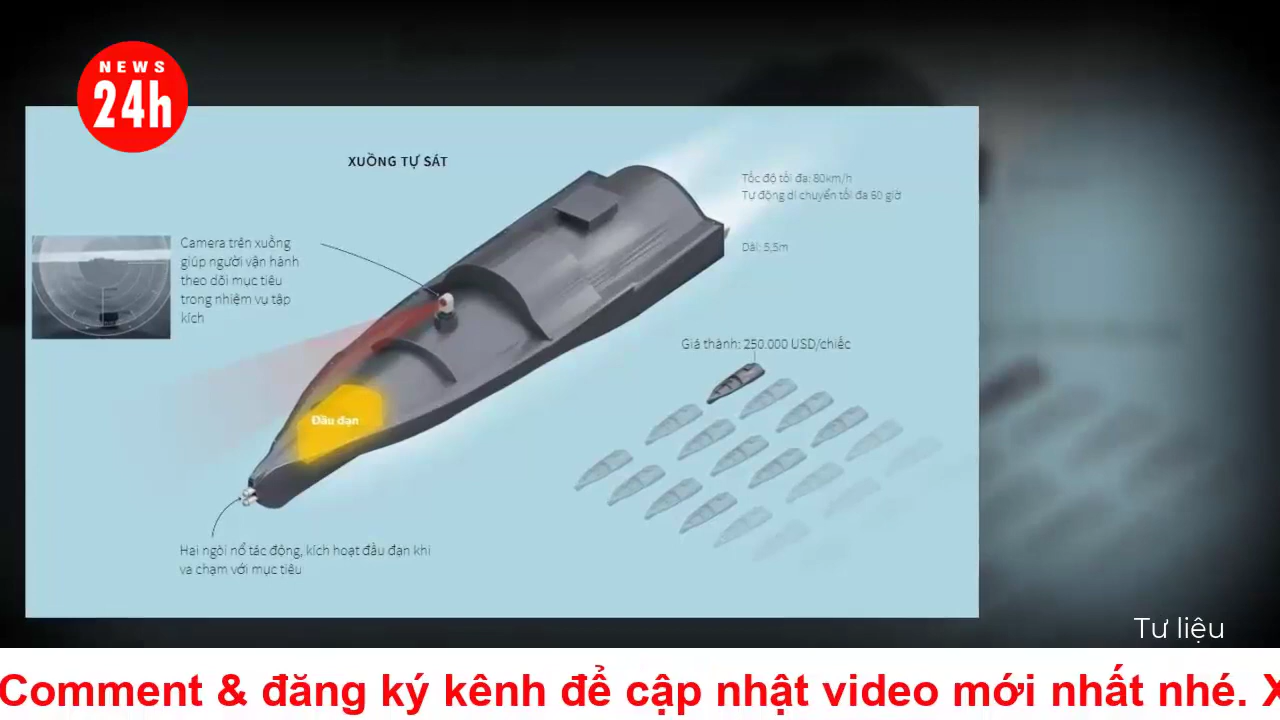 NEWS
24h
XUỒNG TỰ SÁT
Tốc độ tối đa: 80km/h
Tự động di chuyển tối đa 60 giờ
Dài: 5,5m
Camera trên xuồng
giúp người vận hành
theo dõi mục tiêu
trong nhiệm vụ tập
kích
Giá thành: 250.000 USD/chiếc
Đầu đạn
Hai ngòi nổ tác động, kích hoạt đầu đạn khi
va chạm với mục tiêu
Tư liệu
Comment & đăng ký kênh để cập nhật video mới nhất nhé. X